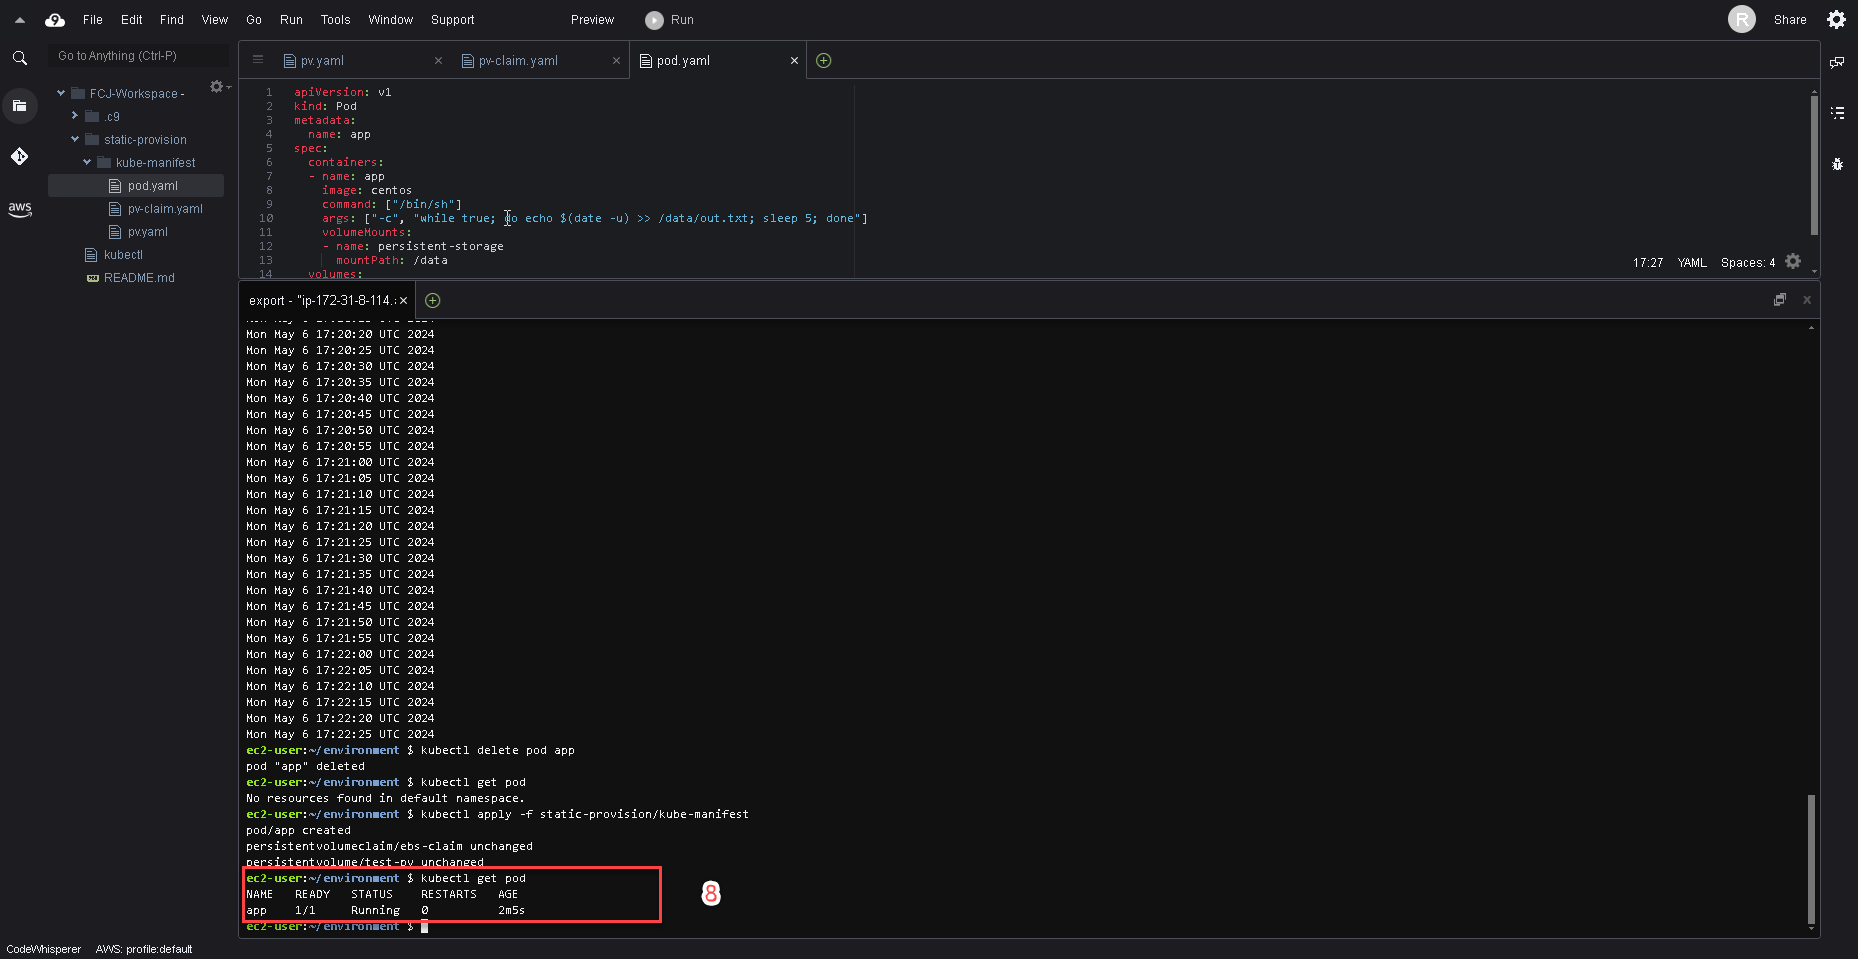 File Edit Find View Go Run Tools Window Support Preview Run R Share
Go to Anything (Ctrl-P)
FCJ-Workspace -
.c9
static-provision
kube-manifest
pod.yaml
pv-claim.yaml
pv.yaml
kubectl
README.md
aws
pv.yaml pv-claim.yaml pod.yaml
1 apiVersion: v1
2 kind: Pod
3 metadata:
4 name: app
5 spec:
6 containers:
7 - name: app
8 image: centos
9 command: ["/bin/sh"]
10 args: ["-c", "while true; do echo $(date -u) >> /data/out.txt; sleep 5; done"]
11 volumeMounts:
12 - name: persistent-storage
13 mountPath: /data
14 volumes:
17:27 YAML Spaces: 4
export - "ip-172-31-8-114.
Mon May 6 17:20:20 UTC 2024
Mon May 6 17:20:25 UTC 2024
Mon May 6 17:20:30 UTC 2024
Mon May 6 17:20:35 UTC 2024
Mon May 6 17:20:40 UTC 2024
Mon May 6 17:20:45 UTC 2024
Mon May 6 17:20:50 UTC 2024
Mon May 6 17:20:55 UTC 2024
Mon May 6 17:21:00 UTC 2024
Mon May 6 17:21:05 UTC 2024
Mon May 6 17:21:10 UTC 2024
Mon May 6 17:21:15 UTC 2024
Mon May 6 17:21:20 UTC 2024
Mon May 6 17:21:25 UTC 2024
Mon May 6 17:21:30 UTC 2024
Mon May 6 17:21:35 UTC 2024
Mon May 6 17:21:40 UTC 2024
Mon May 6 17:21:45 UTC 2024
Mon May 6 17:21:50 UTC 2024
Mon May 6 17:21:55 UTC 2024
Mon May 6 17:22:00 UTC 2024
Mon May 6 17:22:05 UTC 2024
Mon May 6 17:22:10 UTC 2024
Mon May 6 17:22:15 UTC 2024
Mon May 6 17:22:20 UTC 2024
Mon May 6 17:22:25 UTC 2024
ec2-user:~/environment $ kubectl delete pod app
pod "app" deleted
ec2-user:~/environment $ kubectl get pod
No resources found in default namespace.
ec2-user:~/environment $ kubectl apply -f static-provision/kube-manifest
pod/app created
persistentvolumeclaim/ebs-claim unchanged
persistentvolume/test-pv unchanged
ec2-user:~/environment $ kubectl get pod
NAME READY STATUS RESTARTS AGE
app 1/1 Running 0 2m5s
ec2-user:~/environment $
8
CodeWhisperer AWS: profile:default